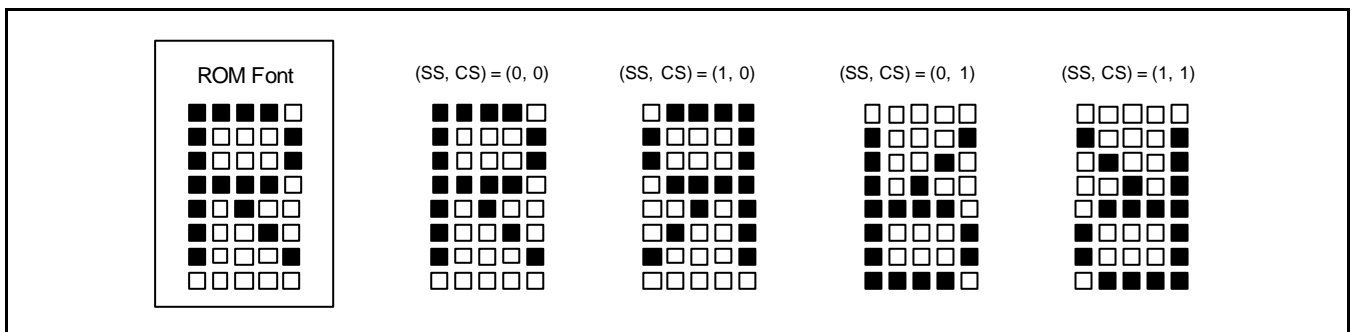 ROM Font
(SS, CS) = (0, 0)
(SS, CS) = (1, 0)
(SS, CS) = (0, 1)
(SS, CS) = (1, 1)